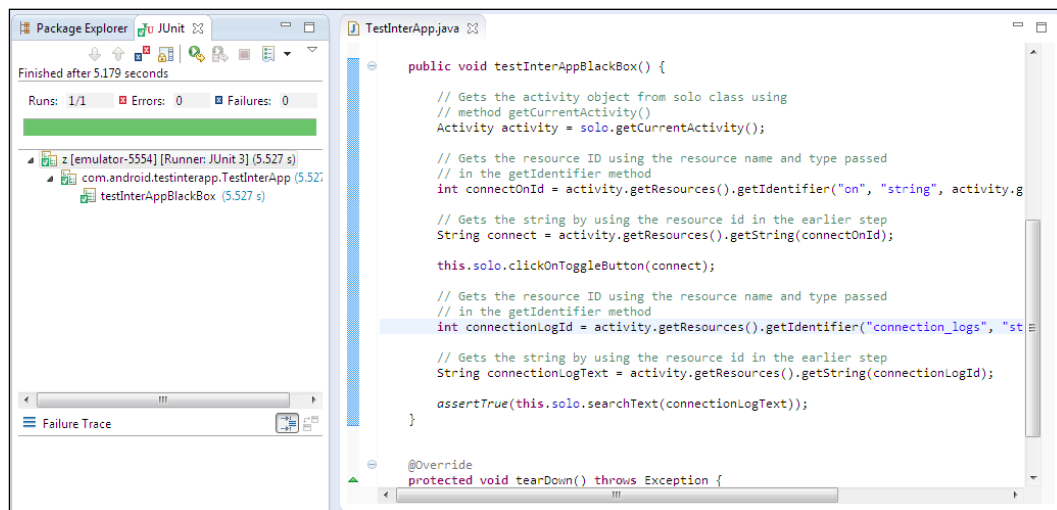 Package Explorer JUnit
Finished after 5.179 seconds
Runs: 1/1 Errors: 0 Failures: 0
z [emulator-5554] [Runner: JUnit 3] (5.527 s)
com.android.testinterapp.TestInterApp (5.527
testInterAppBlackBox (5.527 s)
Failure Trace
TestInterApp.java
public void testInterAppBlackBox() {
// Gets the activity object from solo class using
// method getCurrentActivity()
Activity activity = solo.getCurrentActivity();
// Gets the resource ID using the resource name and type passed
// in the getIdentifier method
int connectOnId = activity.getResources().getIdentifier("on", "string", activity.g
// Gets the string by using the resource id in the earlier step
String connect = activity.getResources().getString(connectOnId);
this.solo.clickOnToggleButton(connect);
// Gets the resource ID using the resource name and type passed
// in the getIdentifier method
int connectionLogId = activity.getResources().getIdentifier("connection_logs", "st
// Gets the string by using the resource id in the earlier step
String connectionLogText = activity.getResources().getString(connectionLogId);
assertTrue(this.solo.searchText(connectionLogText));
}
@Override
protected void tearDown() throws Exception {